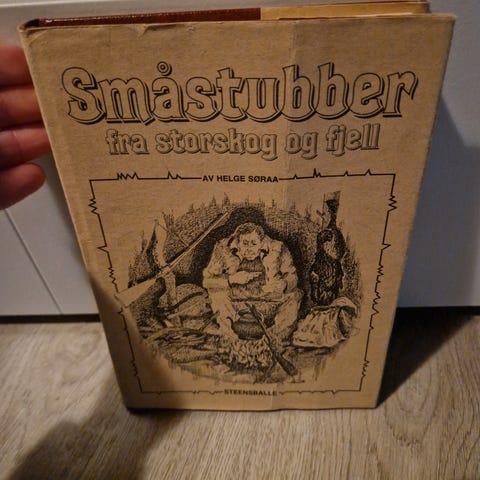 Småstubber
fra storskog og fjell
AV HELGE SØRAA
STEENSBALLE